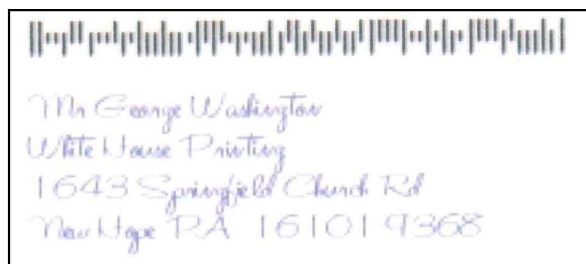 Mr George Washington
White House Printing
1643 Springfield Church Rd
New Hope PA 16101 9368